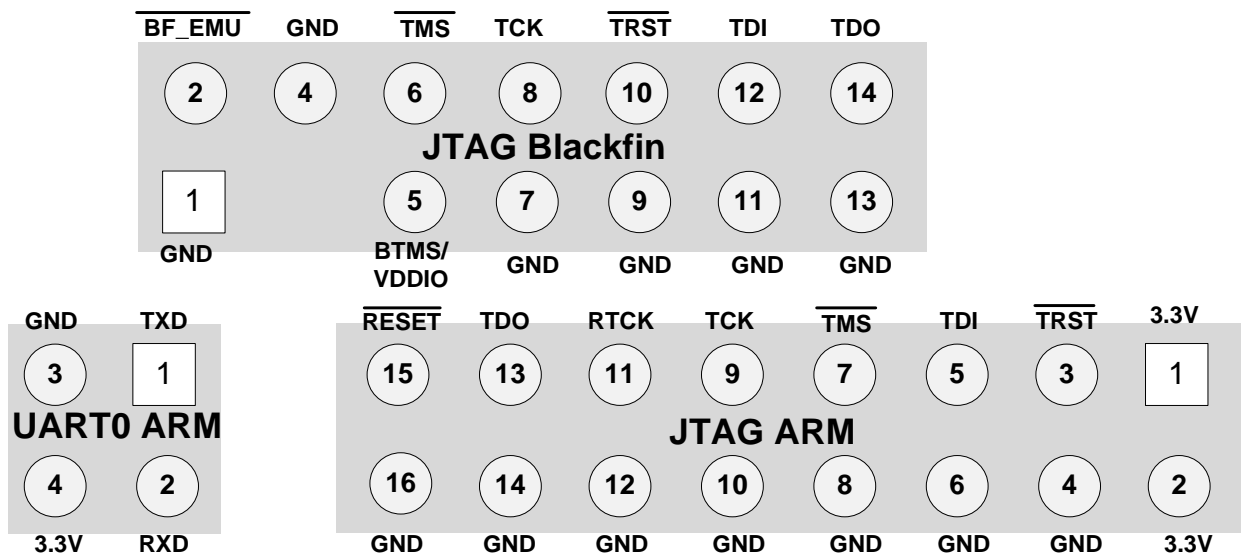 BF_EMU GND TMS TCK TRST TDI TDO
2 4 6 8 10 12 14
JTAG Blackfin
1 5 7 9 11 13
GND BTMS/ GND GND GND GND
VDDIO
GND TXD
3 1
UART0 ARM
4 2
3.3V RXD
RESET TDO RTCK TCK TMS TDI TRST 3.3V
15 13 11 9 7 5 3 1
JTAG ARM
16 14 12 10 8 6 4 2
GND GND GND GND GND GND GND 3.3V